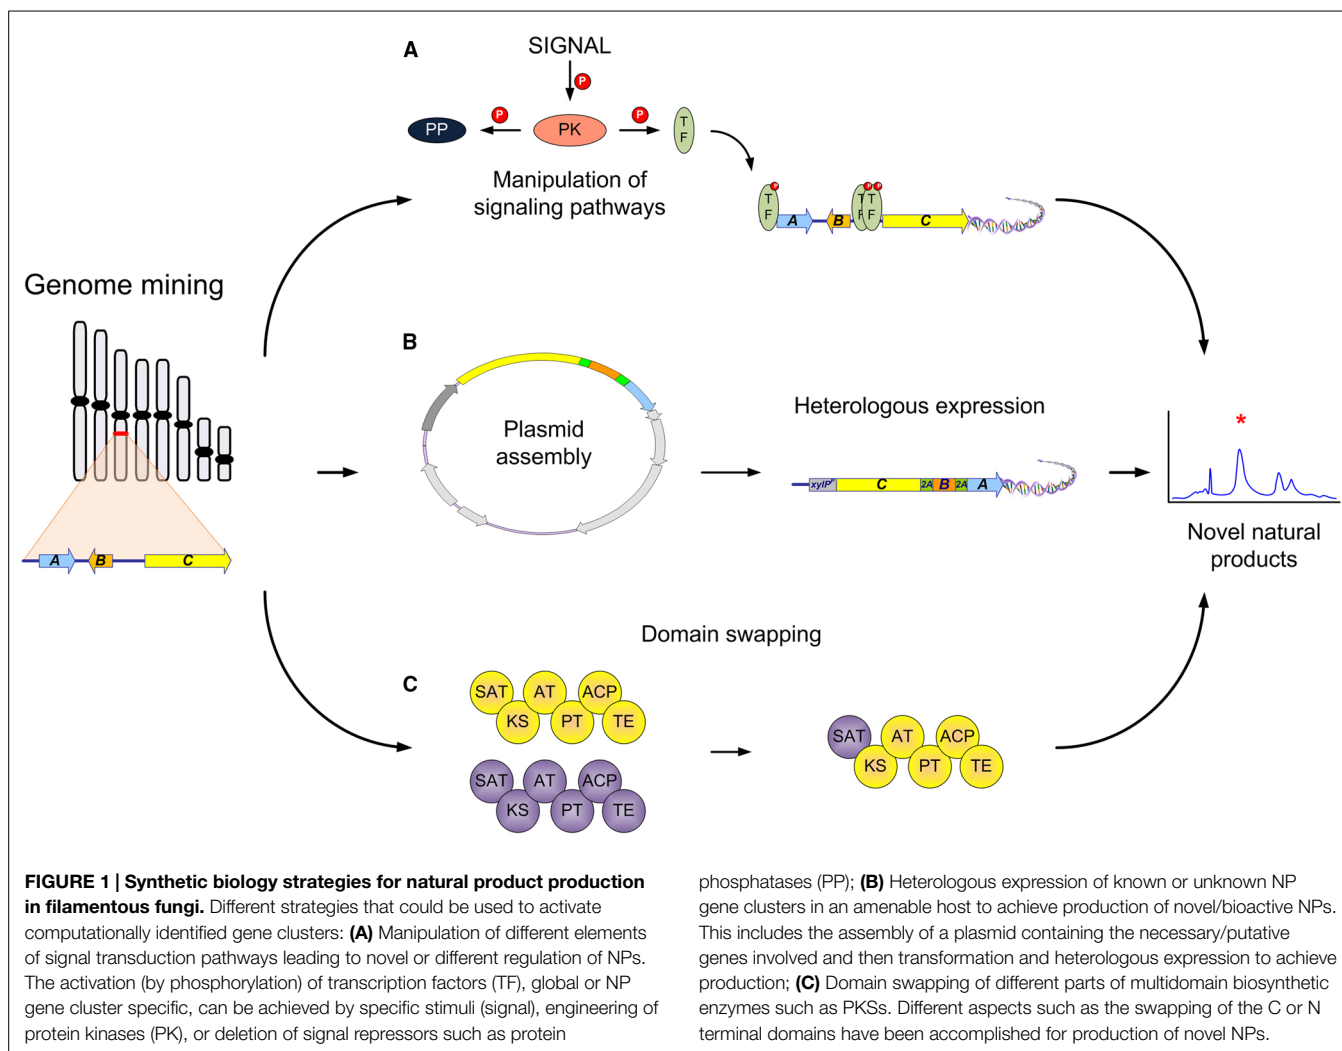 A
SIGNAL
P
PP
P
PK
P
T
F
Manipulation of
signaling pathways
T
F
P
A
B
T
F
P
T
F
P
C
Genome mining
A
B
C
B
Plasmid
assembly
Heterologous expression
xylPᵖ
C
2A
B
2A
A
*
Novel natural
products
Domain swapping
C
SAT
AT
ACP
KS
PT
TE
SAT
AT
ACP
KS
PT
TE
SAT
AT
ACP
KS
PT
TE
FIGURE 1 | Synthetic biology strategies for natural product production
in filamentous fungi. Different strategies that could be used to activate
computationally identified gene clusters: (A) Manipulation of different elements
of signal transduction pathways leading to novel or different regulation of NPs.
The activation (by phosphorylation) of transcription factors (TF), global or NP
gene cluster specific, can be achieved by specific stimuli (signal), engineering of
protein kinases (PK), or deletion of signal repressors such as protein
phosphatases (PP); (B) Heterologous expression of known or unknown NP
gene clusters in an amenable host to achieve production of novel/bioactive NPs.
This includes the assembly of a plasmid containing the necessary/putative
genes involved and then transformation and heterologous expression to achieve
production; (C) Domain swapping of different parts of multidomain biosynthetic
enzymes such as PKSs. Different aspects such as the swapping of the C or N
terminal domains have been accomplished for production of novel NPs.